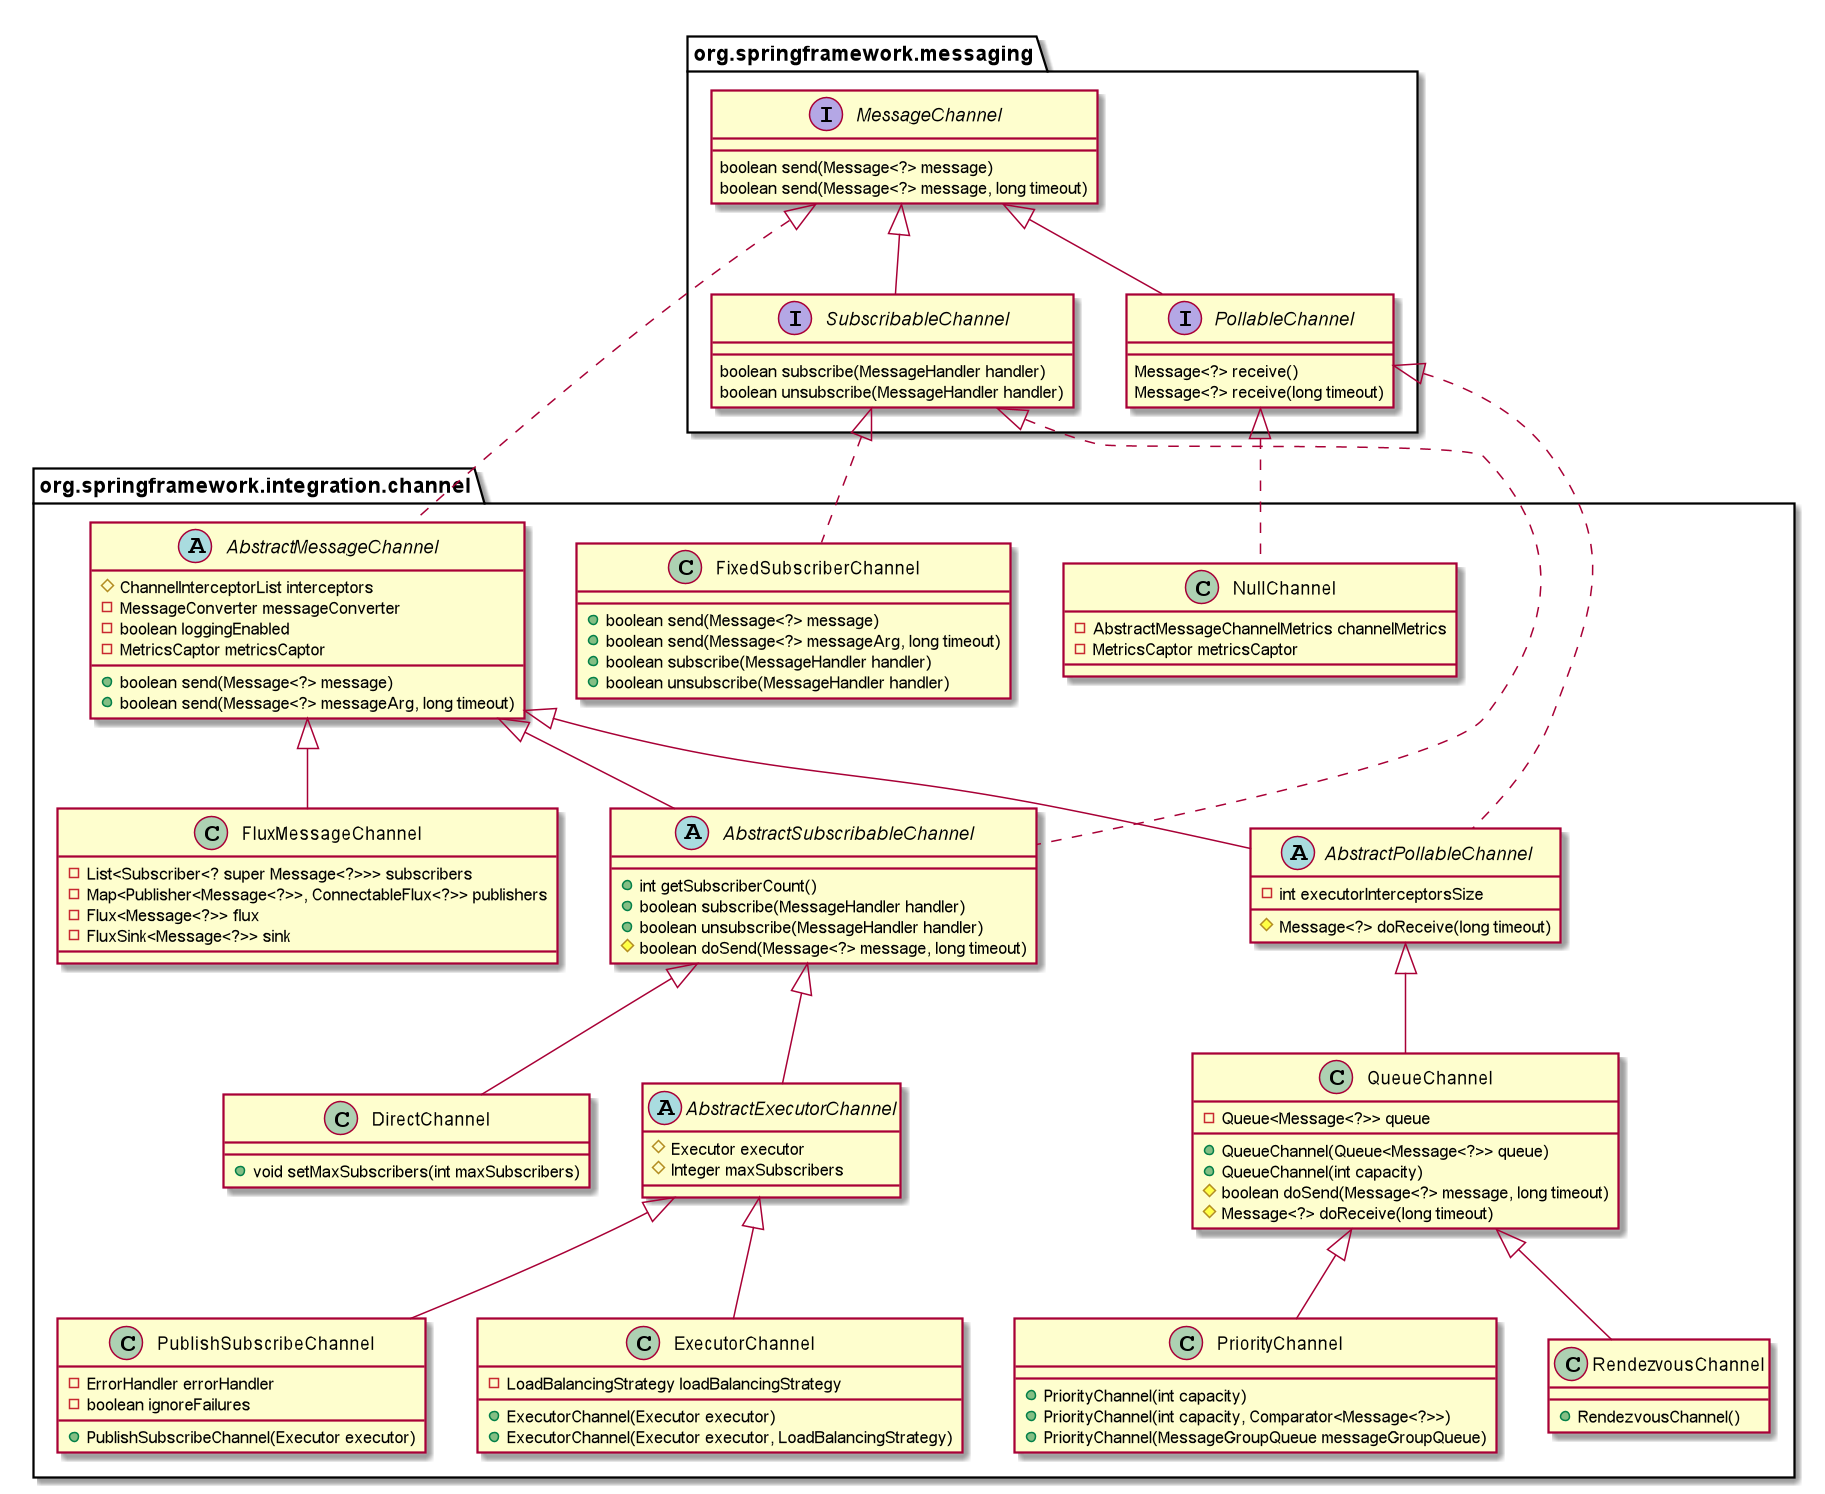 org.springframework.messaging
I MessageChannel
boolean send(Message<?> message)
boolean send(Message<?> message, long timeout)
I SubscribableChannel
boolean subscribe(MessageHandler handler)
boolean unsubscribe(MessageHandler handler)
I PollableChannel
Message<?> receive()
Message<?> receive(long timeout)
org.springframework.integration.channel
A AbstractMessageChannel
ChannelInterceptorList interceptors
MessageConverter messageConverter
boolean loggingEnabled
MetricsCaptor metricsCaptor
boolean send(Message<?> message)
boolean send(Message<?> messageArg, long timeout)
C FixedSubscriberChannel
boolean send(Message<?> message)
boolean send(Message<?> messageArg, long timeout)
boolean subscribe(MessageHandler handler)
boolean unsubscribe(MessageHandler handler)
C NullChannel
AbstractMessageChannelMetrics channelMetrics
MetricsCaptor metricsCaptor
C FluxMessageChannel
List<Subscriber<? super Message<?>>> subscribers
Map<Publisher<Message<?>>, ConnectableFlux<?>> publishers
Flux<Message<?>> flux
FluxSink<Message<?>> sink
A AbstractSubscribableChannel
int getSubscriberCount()
boolean subscribe(MessageHandler handler)
boolean unsubscribe(MessageHandler handler)
boolean doSend(Message<?> message, long timeout)
A AbstractPollableChannel
int executorInterceptorsSize
Message<?> doReceive(long timeout)
C DirectChannel
void setMaxSubscribers(int maxSubscribers)
A AbstractExecutorChannel
Executor executor
Integer maxSubscribers
C QueueChannel
Queue<Message<?>> queue
QueueChannel(Queue<Message<?>> queue)
QueueChannel(int capacity)
boolean doSend(Message<?> message, long timeout)
Message<?> doReceive(long timeout)
C PublishSubscribeChannel
ErrorHandler errorHandler
boolean ignoreFailures
PublishSubscribeChannel(Executor executor)
C ExecutorChannel
LoadBalancingStrategy loadBalancingStrategy
ExecutorChannel(Executor executor)
ExecutorChannel(Executor executor, LoadBalancingStrategy)
C PriorityChannel
PriorityChannel(int capacity)
PriorityChannel(int capacity, Comparator<Message<?>>)
PriorityChannel(MessageGroupQueue messageGroupQueue)
C RendezvousChannel
RendezvousChannel()